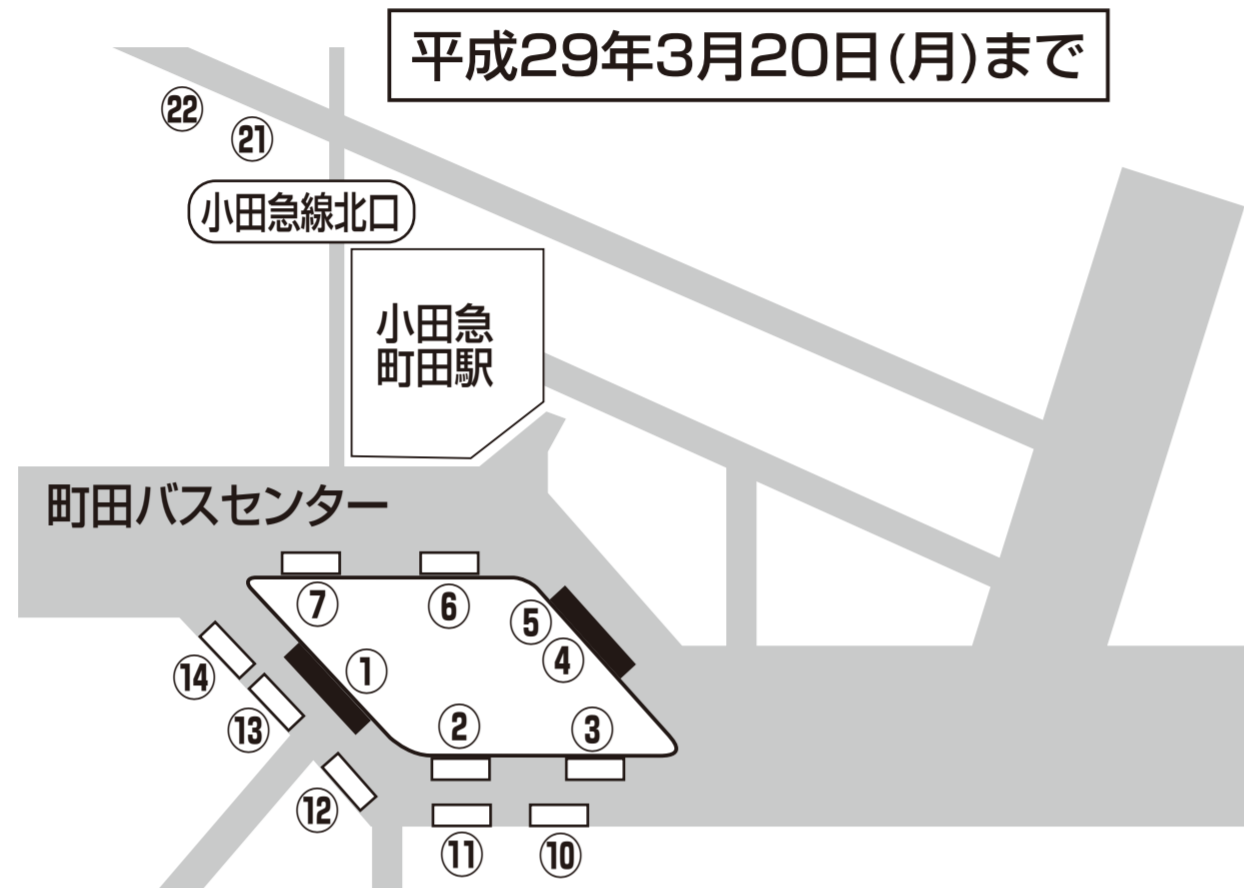 平成29年3月20日(月)まで
㉒
㉑
小田急線北口
小田急
町田駅
町田バスセンター
⑦
⑥
⑤
④
①
②
③
⑭
⑬
⑫
⑪
⑩